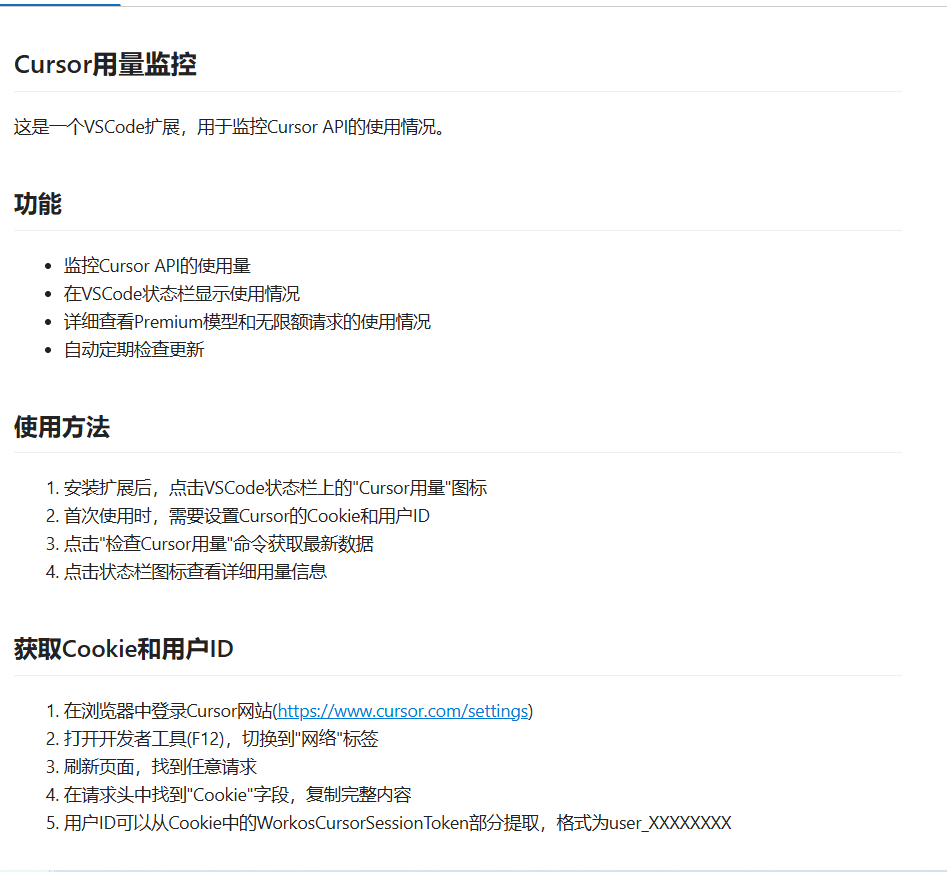 Cursor用量监控
这是一个VSCode扩展，用于监控Cursor API的使用情况。
功能
• 监控Cursor API的使用量
• 在VSCode状态栏显示使用情况
• 详细查看Premium模型和无限额请求的使用情况
• 自动定期检查更新
使用方法
1. 安装扩展后，点击VSCode状态栏上的"Cursor用量"图标
2. 首次使用时，需要设置Cursor的Cookie和用户ID
3. 点击"检查Cursor用量"命令获取最新数据
4. 点击状态栏图标查看详细用量信息
获取Cookie和用户ID
1. 在浏览器中登录Cursor网站(https://www.cursor.com/settings)
2. 打开开发者工具(F12)，切换到"网络"标签
3. 刷新页面，找到任意请求
4. 在请求头中找到"Cookie"字段，复制完整内容
5. 用户ID可以从Cookie中的WorkosCursorSessionToken部分提取，格式为user_XXXXXXXX